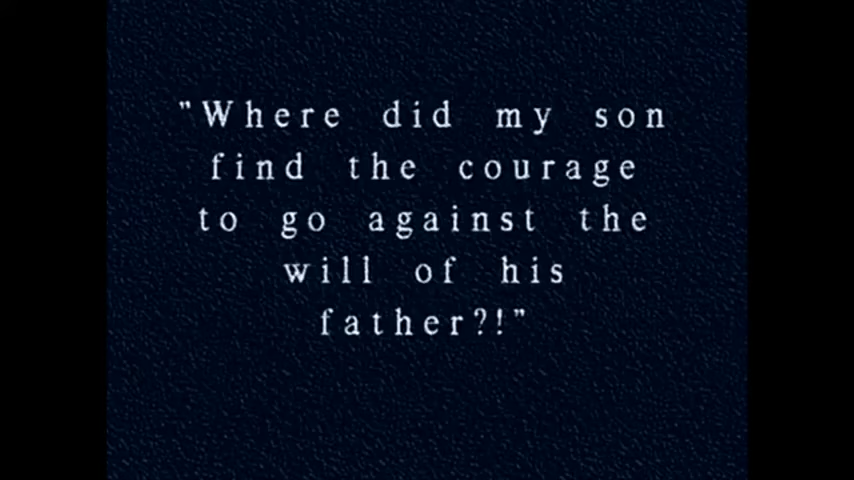 "Where did my son
find the courage
to go against the
will of his
father?!"